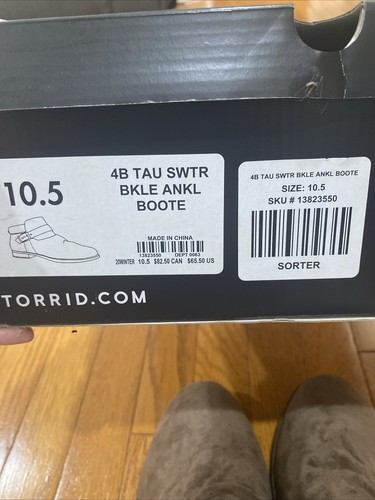 10.5
4B TAU SWTR
BKLE ANKL
BOOTE
MADE IN CHINA
13823550 DEPT 0063
20WINTER 10.5 $82.50 CAN $65.50 US
4B TAU SWTR BKLE ANKL BOOTE
SIZE: 10.5
SKU # 13823550
SORTER
TORRID.COM